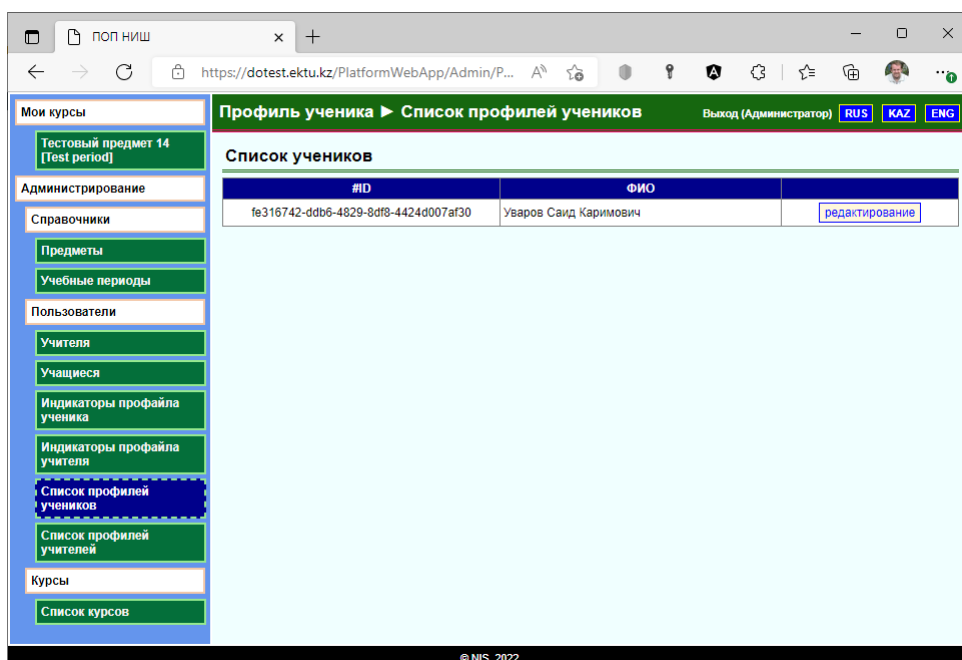 ПОП НИШ
https://dotest.ektu.kz/PlatformWebApp/Admin/P...
Мои курсы
Тестовый предмет 14
[Test period]
Администрирование
Справочники
Предметы
Учебные периоды
Пользователи
Учителя
Учащиеся
Индикаторы профайла
ученика
Индикаторы профайла
учителя
Список профилей
учеников
Список профилей
учителей
Курсы
Список курсов
Профиль ученика ► Список профилей учеников
Выход (Администратор) RUS KAZ ENG
Список учеников
#ID ФИО
fe316742-ddb6-4829-8df8-4424d007af30 Уваров Саид Каримович редактирование
© NIS, 2022